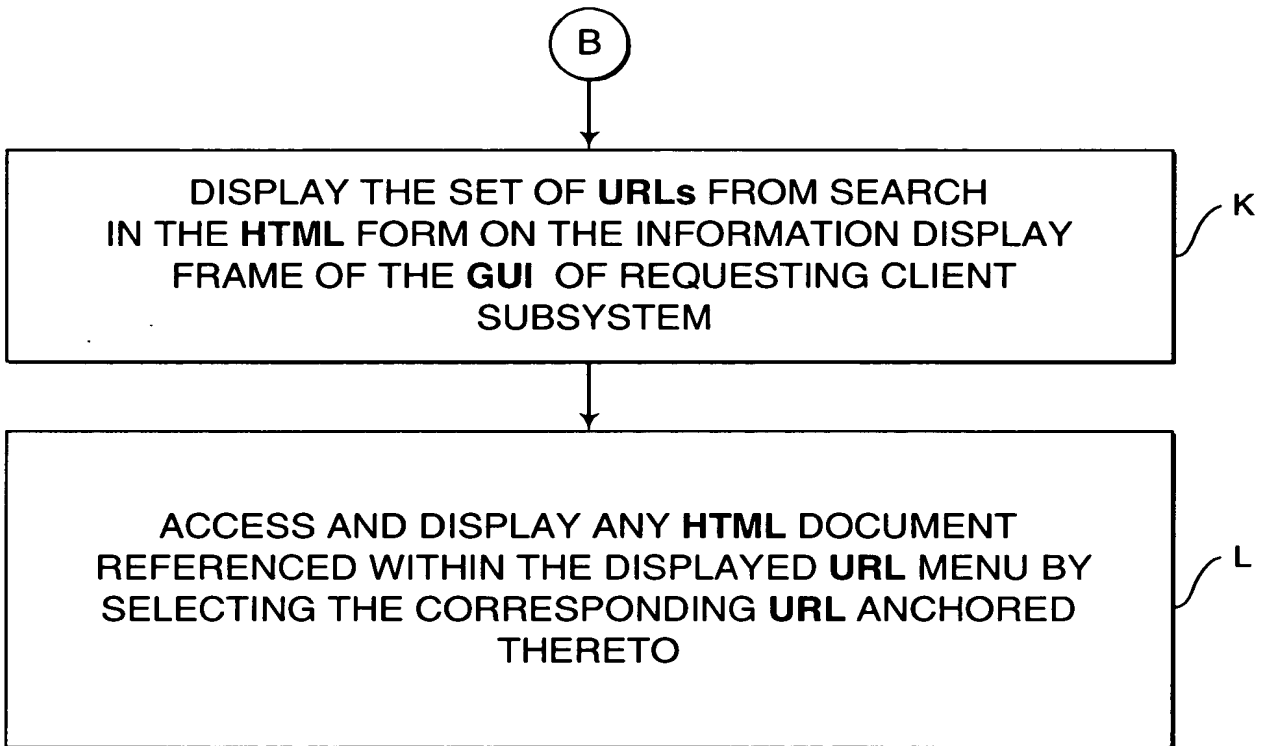 B
DISPLAY THE SET OF URLs FROM SEARCH
IN THE HTML FORM ON THE INFORMATION DISPLAY
FRAME OF THE GUI OF REQUESTING CLIENT
SUBSYSTEM
K
ACCESS AND DISPLAY ANY HTML DOCUMENT
REFERENCED WITHIN THE DISPLAYED URL MENU BY
SELECTING THE CORRESPONDING URL ANCHORED
THERETO
L